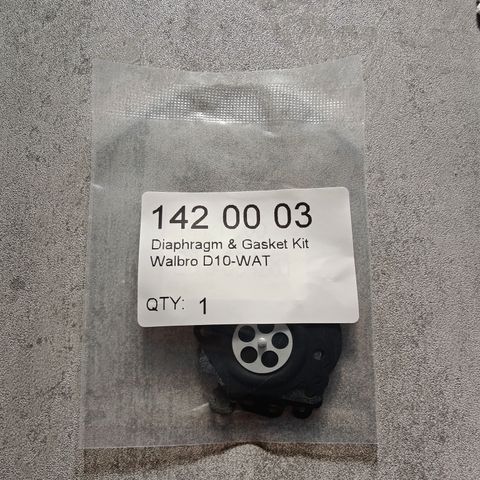 142 00 03
Diaphragm & Gasket Kit
Walbro D10-WAT
QTY: 1